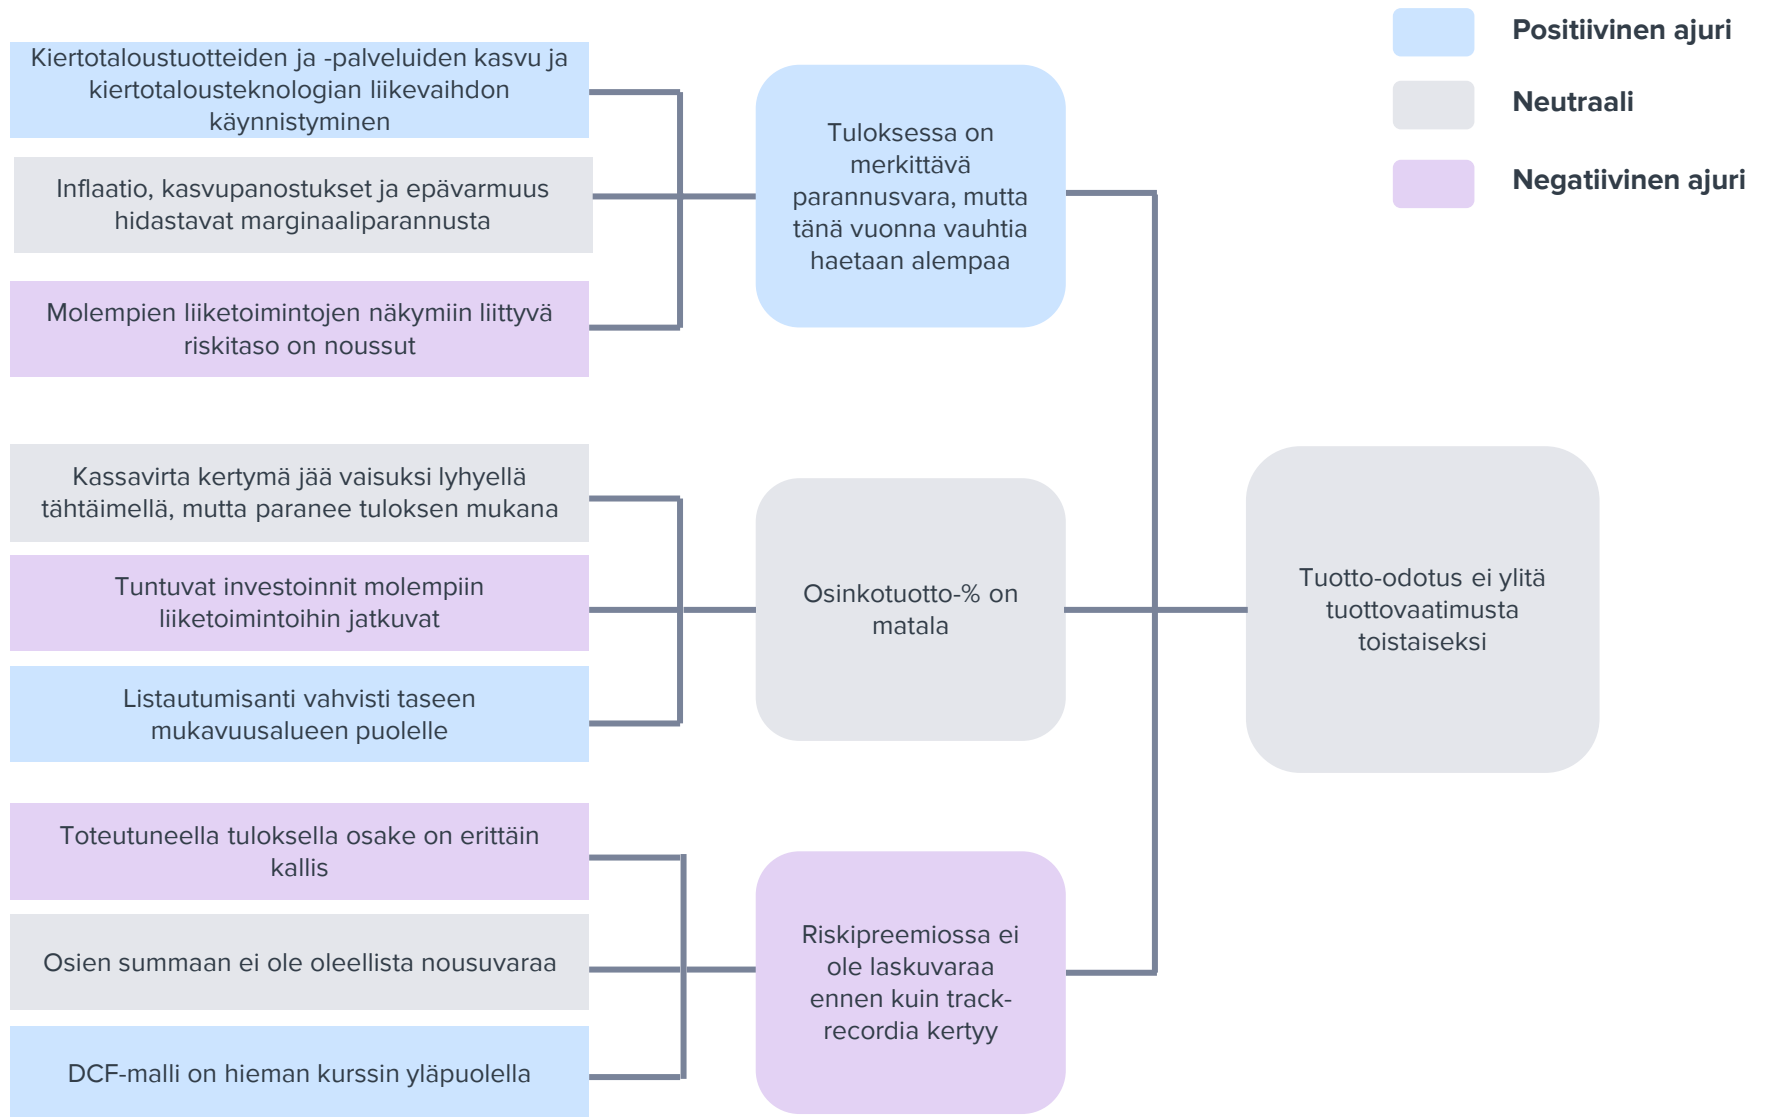 Positiivinen ajuri
Neutraali
Negatiivinen ajuri
Kiertotaloustuotteiden ja -palveluiden kasvu ja
kiertotalousteknologian liikevaihdon
käynnistyminen
Inflaatio, kasvupanostukset ja epävarmuus
hidastavat marginaaliparannusta
Molempien liiketoimintojen näkymiin liittyvä
riskitaso on noussut
Tuloksessa on
merkittävä
parannusvara, mutta
tänä vuonna vauhtia
haetaan alempaa
Kassavirta kertymä jää vaisuksi lyhyellä
tähtäimellä, mutta paranee tuloksen mukana
Tuntuvat investoinnit molempiin
liiketoimintoihin jatkuvat
Listautumisanti vahvisti taseen
mukavuusalueen puolelle
Osinkotuotto-% on
matala
Toteutuneella tuloksella osake on erittäin
kallis
Osien summaan ei ole oleellista nousuvaraa
DCF-malli on hieman kurssin yläpuolella
Riskipreemiossa ei
ole laskuvaraa
ennen kuin track-
recordia kertyy
Tuotto-odotus ei ylitä
tuottovaatimusta
toistaiseksi